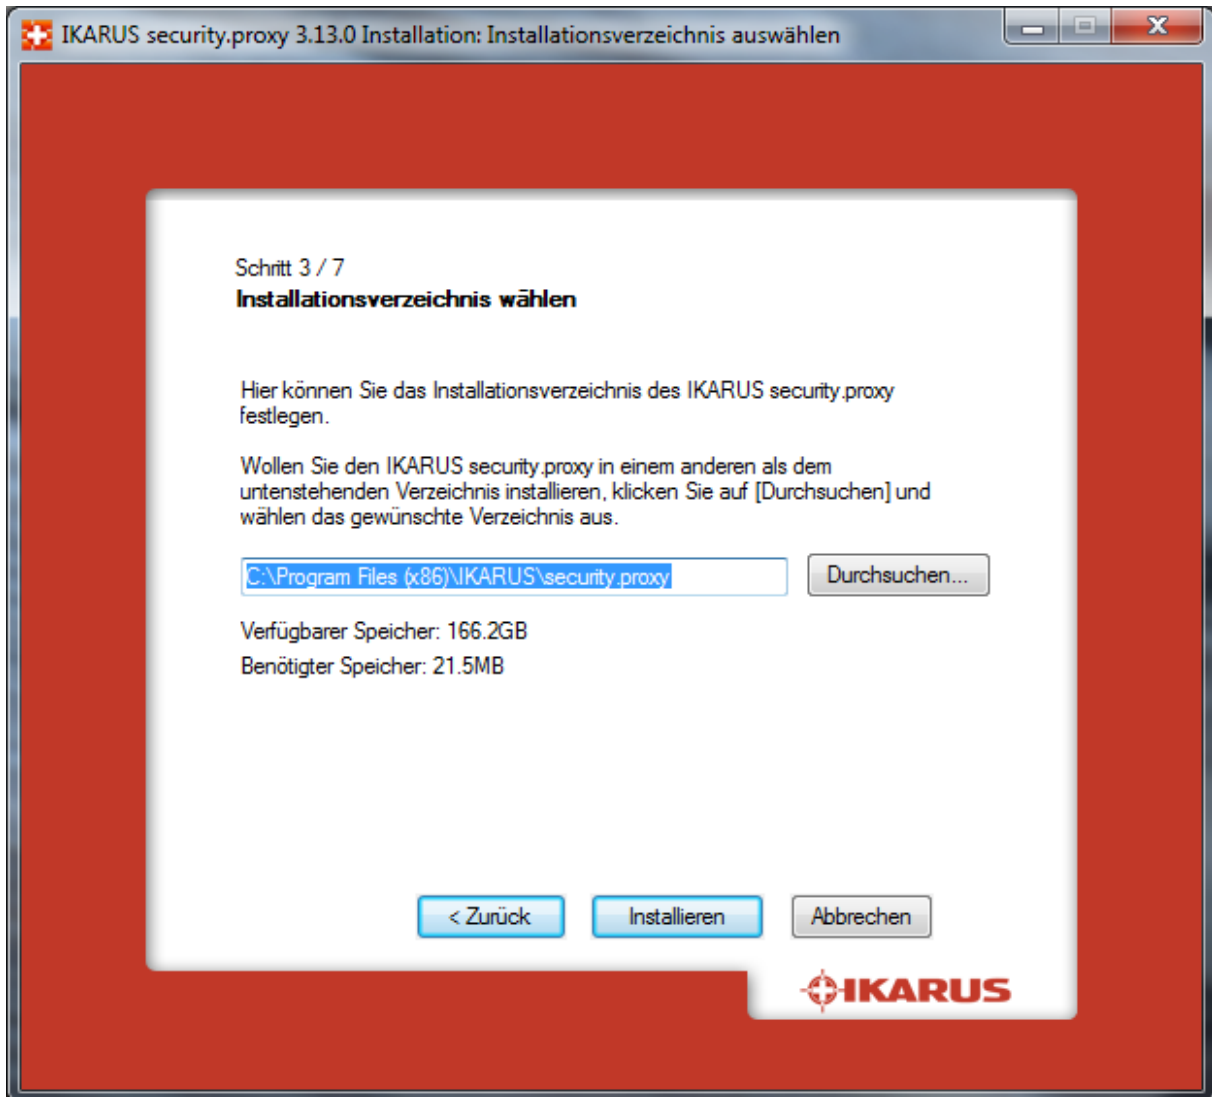 IKARUS security.proxy 3.13.0 Installation: Installationsverzeichnis auswählen
Schritt 3 / 7
Installationsverzeichnis wählen
Hier können Sie das Installationsverzeichnis des IKARUS security.proxy
festlegen.
Wollen Sie den IKARUS security.proxy in einem anderen als dem
untenstehenden Verzeichnis installieren, klicken Sie auf [Durchsuchen] und
wählen das gewünschte Verzeichnis aus.
C:\Program Files (x86)\IKARUS\security.proxy Durchsuchen...
Verfügbarer Speicher: 166.2GB
Benötigter Speicher: 21.5MB
< Zurück Installieren Abbrechen
IKARUS